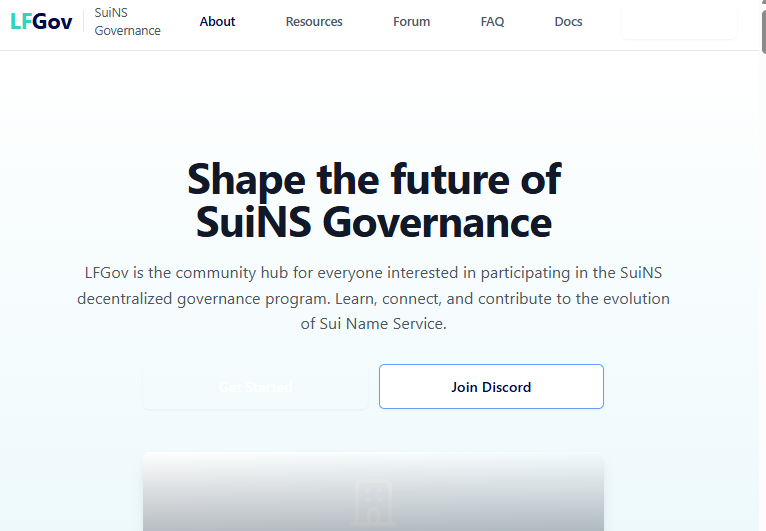 LFGov
SuiNS
Governance
About
Resources
Forum
FAQ
Docs
Shape the future of
SuiNS Governance
LFGov is the community hub for everyone interested in participating in the SuiNS
decentralized governance program. Learn, connect, and contribute to the evolution
of Sui Name Service.
Get Started
Join Discord